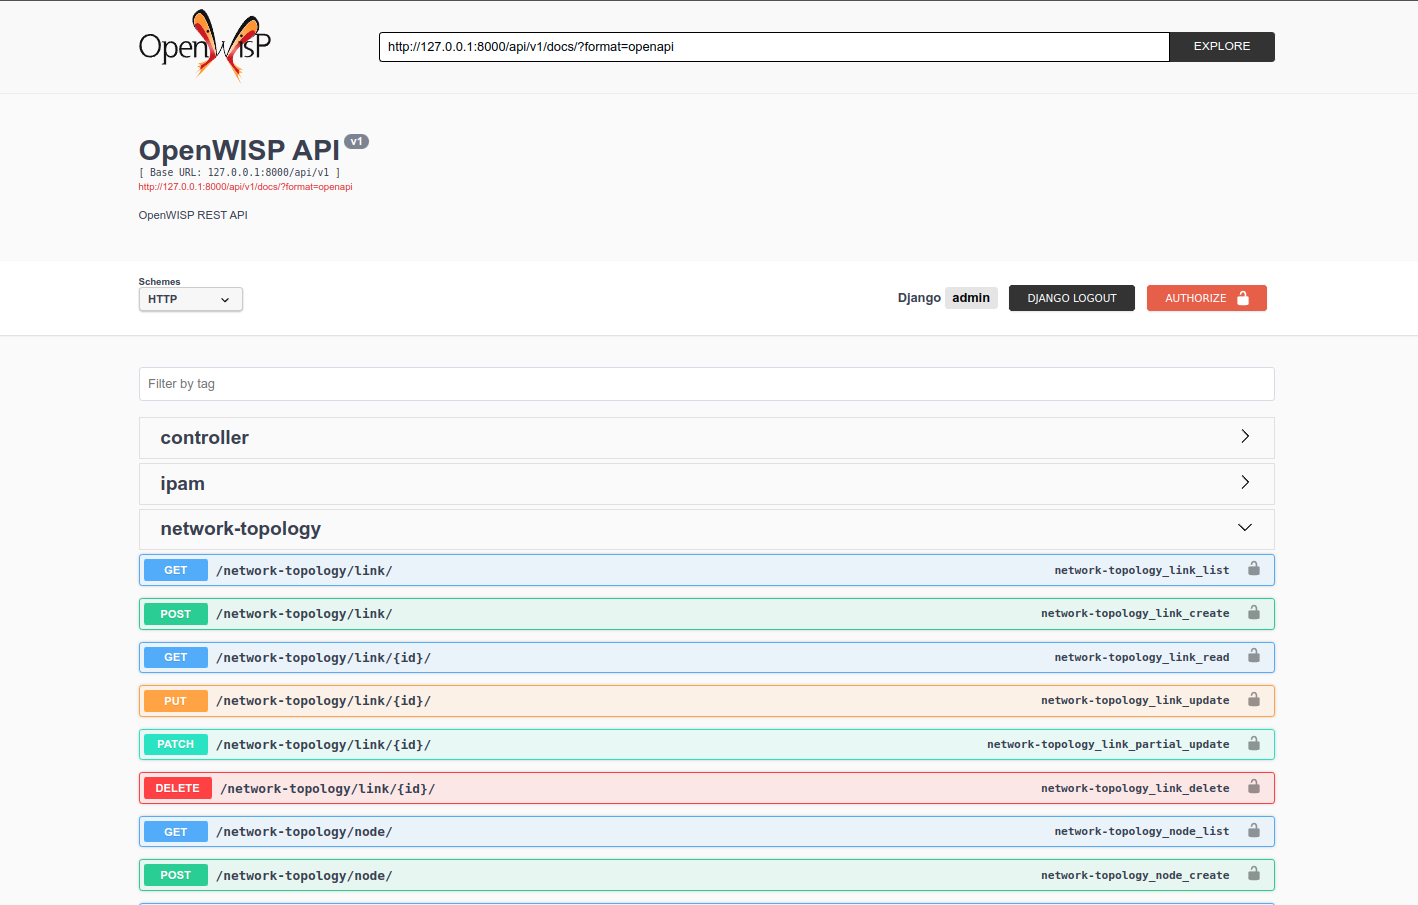 OpenWISP
http://127.0.0.1:8000/api/v1/docs/?format=openapi EXPLORE
OpenWISP API v1
[ Base URL: 127.0.0.1:8000/api/v1 ]
http://127.0.0.1:8000/api/v1/docs/?format=openapi
OpenWISP REST API
Schemes
HTTP
Django admin DJANGO LOGOUT AUTHORIZE
Filter by tag
controller
ipam
network-topology
GET /network-topology/link/ network-topology_link_list
POST /network-topology/link/ network-topology_link_create
GET /network-topology/link/{id}/ network-topology_link_read
PUT /network-topology/link/{id}/ network-topology_link_update
PATCH /network-topology/link/{id}/ network-topology_link_partial_update
DELETE /network-topology/link/{id}/ network-topology_link_delete
GET /network-topology/node/ network-topology_node_list
POST /network-topology/node/ network-topology_node_create